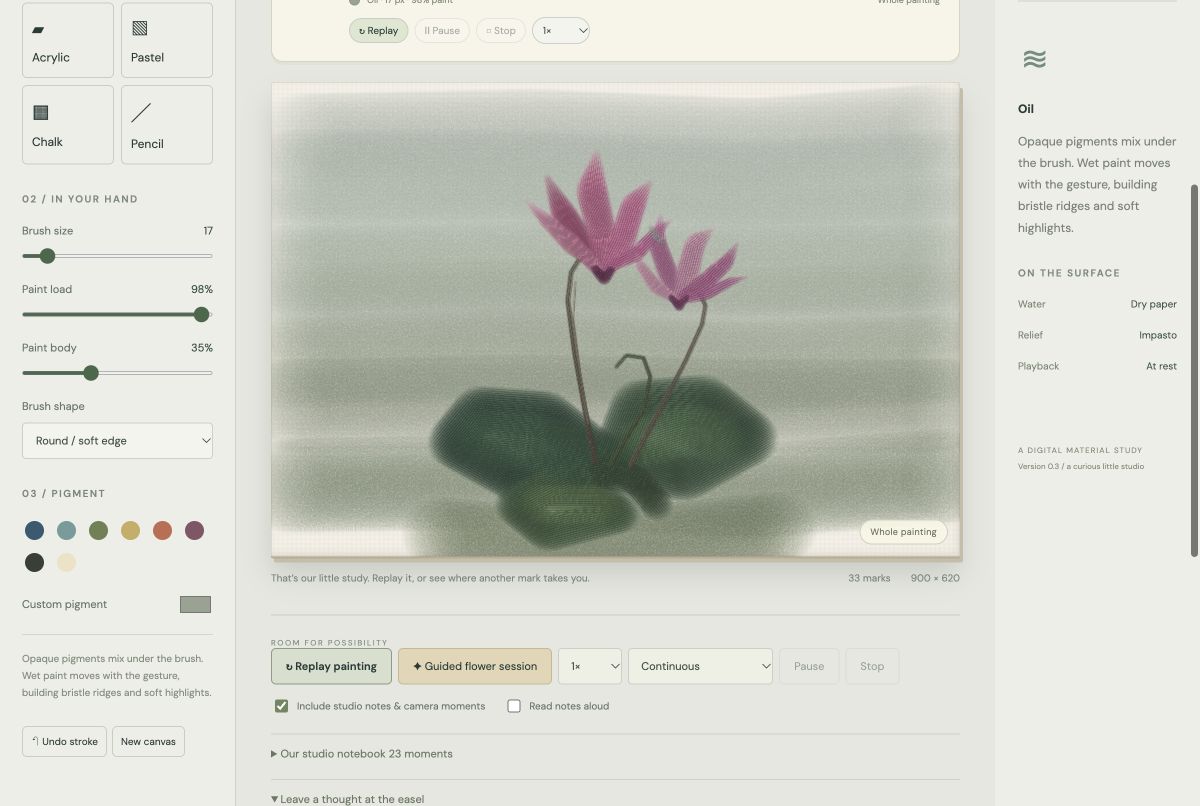 Oil · 17 px · 98% paint
Whole painting
↻ Replay
II Pause
□ Stop
1×
Acrylic
Pastel
Chalk
Pencil
02 / IN YOUR HAND
Brush size
17
Paint load
98%
Paint body
35%
Brush shape
Round / soft edge
03 / PIGMENT
Custom pigment
Opaque pigments mix under the brush.
Wet paint moves with the gesture,
building bristle ridges and soft highlights.
Undo stroke
New canvas
Whole painting
That's our little study. Replay it, or see where another mark takes you.
33 marks
900 × 620
ROOM FOR POSSIBILITY
↻ Replay painting
✦ Guided flower session
1×
Continuous
Pause
Stop
Include studio notes & camera moments
Read notes aloud
▶ Our studio notebook 23 moments
▼ Leave a thought at the easel
Oil
Opaque pigments mix under
the brush. Wet paint moves
with the gesture, building
bristle ridges and soft
highlights.
ON THE SURFACE
Water
Dry paper
Relief
Impasto
Playback
At rest
A DIGITAL MATERIAL STUDY
Version 0.3 / a curious little studio